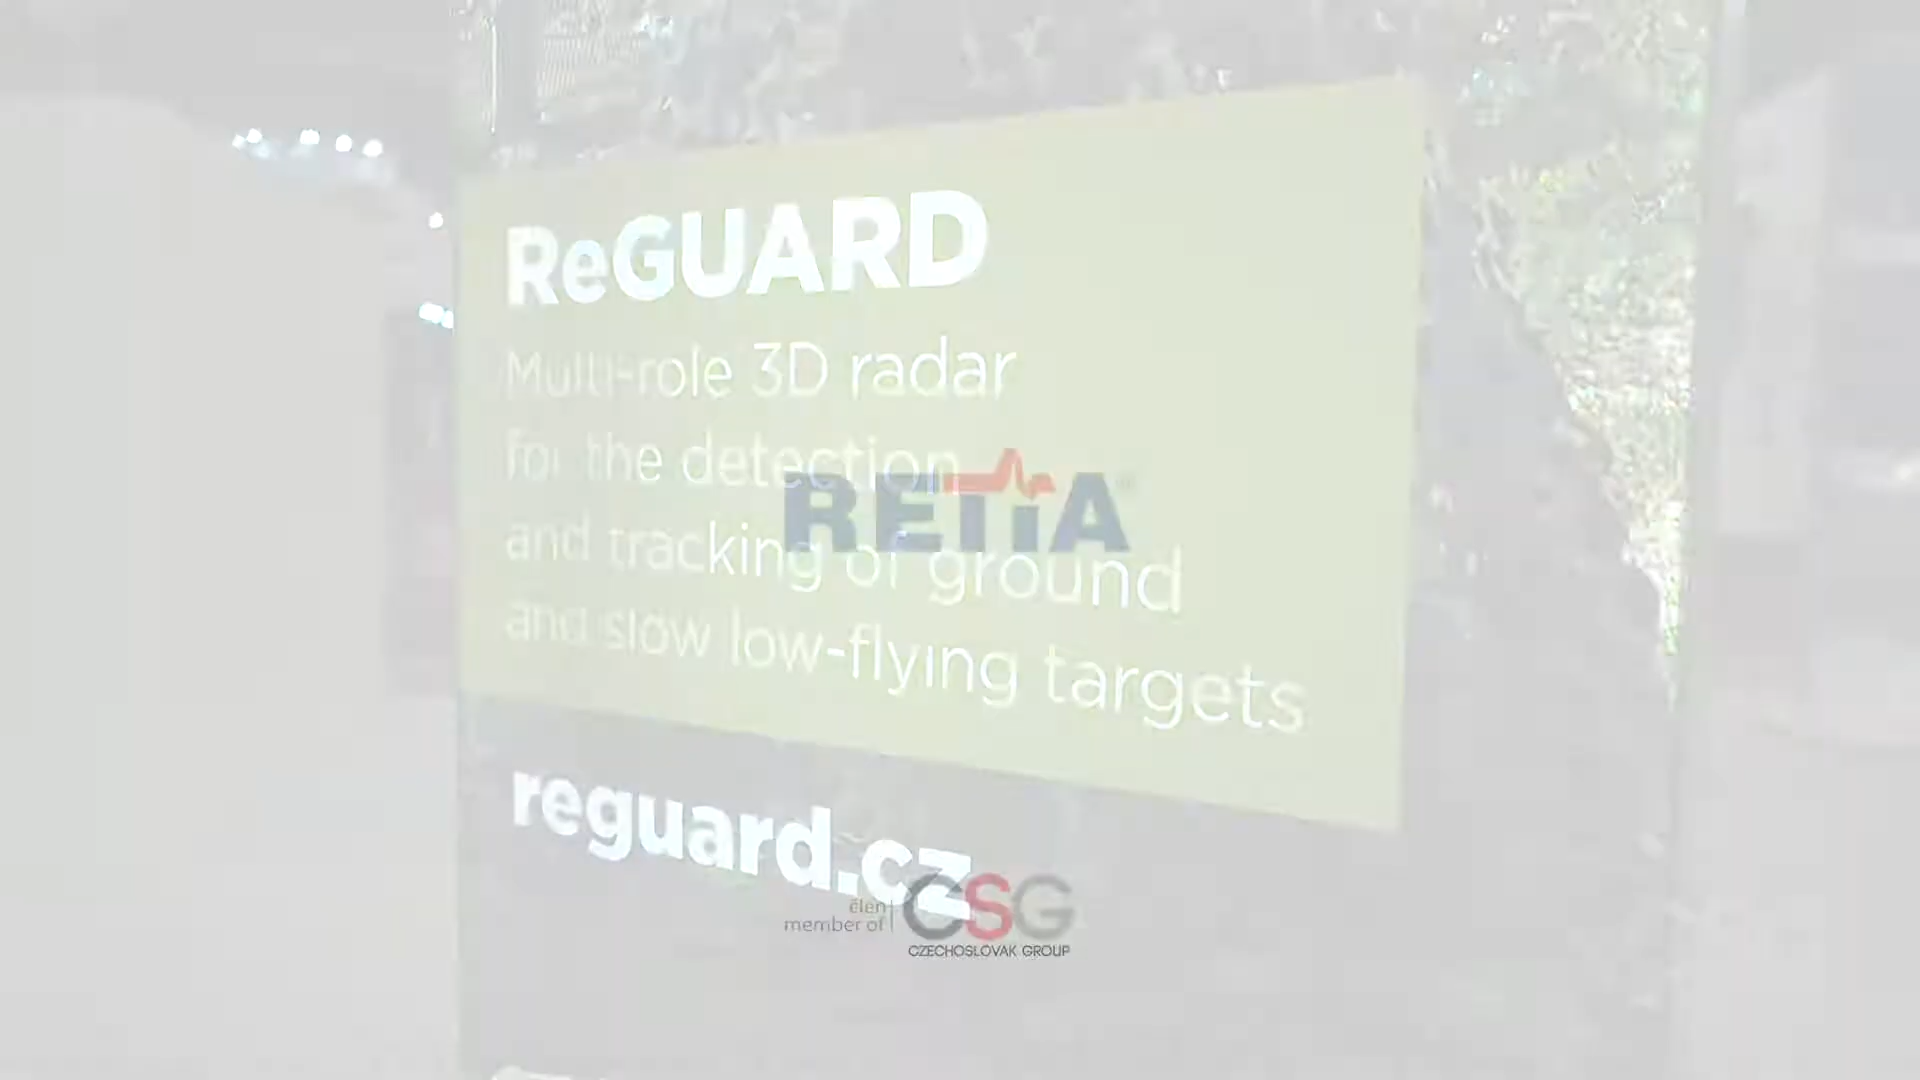 ReGUARD
Multi-role 3D radar
for the detection
and tracking of ground
and slow low-flying targets
RETIA®
reguard.cz
člen
member of
CSG
CZECHOSLOVAK GROUP